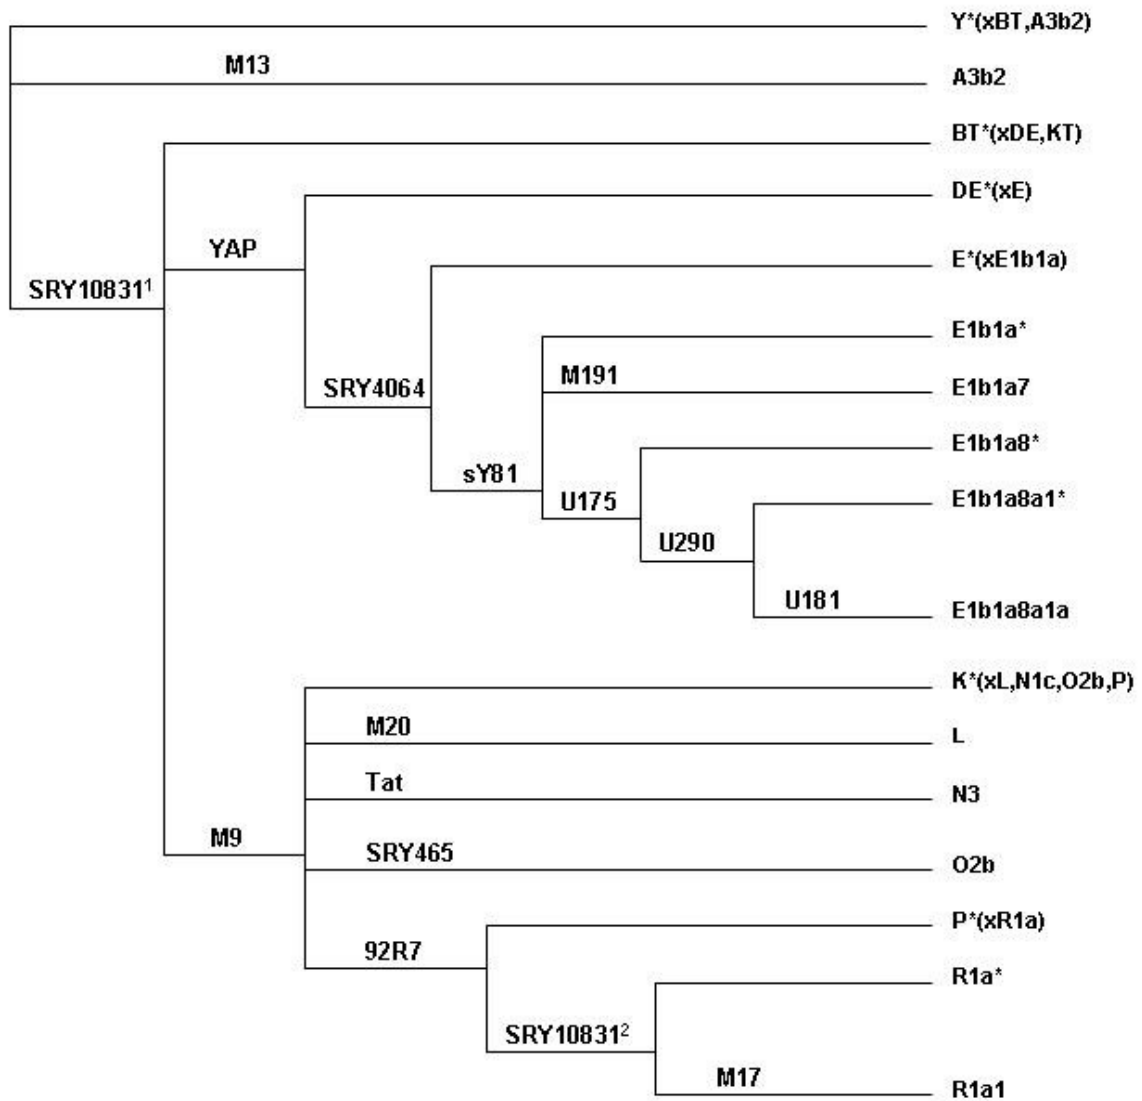 Y*(xBT,A3b2)
M13
A3b2
BT*(xDE,KT)
DE*(xE)
YAP
E*(xE1b1a)
SRY10831¹
E1b1a*
M191
SRY4064
E1b1a7
E1b1a8*
sY81
U175
E1b1a8a1*
U290
U181
E1b1a8a1a
K*(xL,N1c,O2b,P)
M20
L
Tat
N3
M9
SRY465
O2b
P*(xR1a)
92R7
R1a*
SRY10831²
M17
R1a1